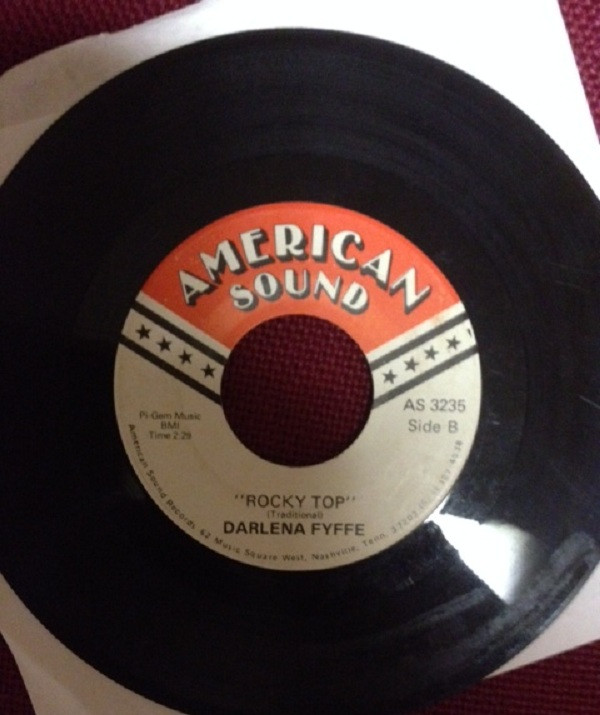 AMERICAN
SOUND
AS 3235
Side B
Pi-Gem Music
BMI
Time 2:29
"ROCKY TOP"
(Traditional)
DARLENA FYFFE
American Sound Records 42 Music Square West, Nashville, Tenn. 37203